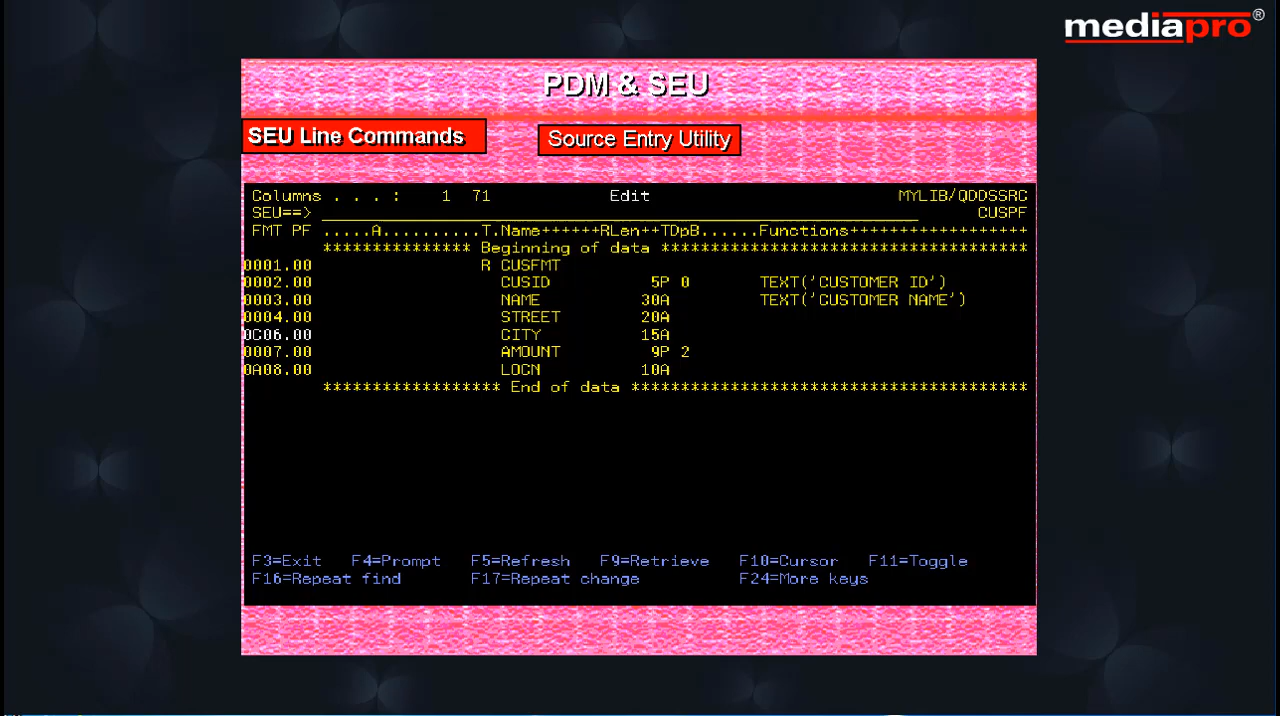 mediapro®
PDM & SEU
SEU Line Commands
Source Entry Utility
Columns . . . :    1  71            Edit                         MYLIB/QDDSSRC
SEU==>                                                                   CUSPF
FMT PF .....A..........T.Name++++++RLen++TDpB......Functions++++++++++++++++++
*************** Beginning of data *************************************
0001.00                 R CUSFMT
0002.00                   CUSID          5P 0       TEXT('CUSTOMER ID')
0003.00                   NAME          30A         TEXT('CUSTOMER NAME')
0004.00                   STREET        20A
0C06.00                   CITY          15A
0007.00                   AMOUNT         9P 2
0A08.00                   LOCN          10A
****************** End of data ****************************************
F3=Exit   F4=Prompt   F5=Refresh   F9=Retrieve   F10=Cursor   F11=Toggle
F16=Repeat find       F17=Repeat change          F24=More keys